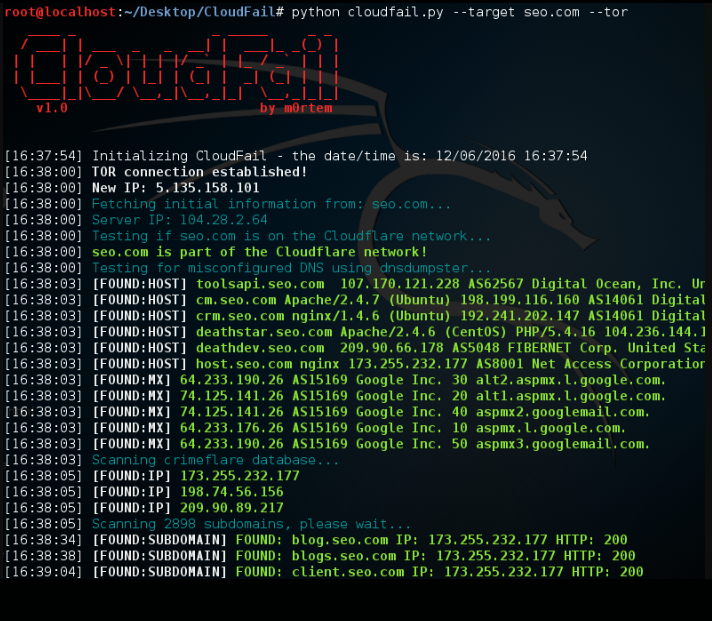 root@localhost:~/Desktop/CloudFail# python cloudfail.py --target seo.com --tor
CloudFail
v1.0 by m0rtem
[16:37:54] Initializing CloudFail - the date/time is: 12/06/2016 16:37:54
[16:38:00] TOR connection established!
[16:38:00] New IP: 5.135.158.101
[16:38:00] Fetching initial information from: seo.com...
[16:38:00] Server IP: 104.28.2.64
[16:38:00] Testing if seo.com is on the Cloudflare network...
[16:38:00] seo.com is part of the Cloudflare network!
[16:38:00] Testing for misconfigured DNS using dnsdumpster...
[16:38:03] [FOUND:HOST] toolsapi.seo.com  107.170.121.228 AS62567 Digital Ocean, Inc. Un
[16:38:03] [FOUND:HOST] cm.seo.com Apache/2.4.7 (Ubuntu) 198.199.116.160 AS14061 Digital
[16:38:03] [FOUND:HOST] crm.seo.com nginx/1.4.6 (Ubuntu) 192.241.202.147 AS14061 Digital
[16:38:03] [FOUND:HOST] deathstar.seo.com Apache/2.4.6 (CentOS) PHP/5.4.16 104.236.144.1
[16:38:03] [FOUND:HOST] deathdev.seo.com  209.90.66.178 AS5048 FIBERNET Corp. United Sta
[16:38:03] [FOUND:HOST] host.seo.com nginx 173.255.232.177 AS8001 Net Access Corporation
[16:38:03] [FOUND:MX] 64.233.190.26 AS15169 Google Inc. 30 alt2.aspmx.l.google.com.
[16:38:03] [FOUND:MX] 74.125.141.26 AS15169 Google Inc. 20 alt1.aspmx.l.google.com.
[16:38:03] [FOUND:MX] 74.125.141.26 AS15169 Google Inc. 40 aspmx2.googlemail.com.
[16:38:03] [FOUND:MX] 64.233.176.26 AS15169 Google Inc. 10 aspmx.l.google.com.
[16:38:03] [FOUND:MX] 64.233.190.26 AS15169 Google Inc. 50 aspmx3.googlemail.com.
[16:38:03] Scanning crimeflare database...
[16:38:05] [FOUND:IP] 173.255.232.177
[16:38:05] [FOUND:IP] 198.74.56.156
[16:38:05] [FOUND:IP] 209.90.89.217
[16:38:05] Scanning 2898 subdomains, please wait...
[16:38:34] [FOUND:SUBDOMAIN] FOUND: blog.seo.com IP: 173.255.232.177 HTTP: 200
[16:38:38] [FOUND:SUBDOMAIN] FOUND: blogs.seo.com IP: 173.255.232.177 HTTP: 200
[16:39:04] [FOUND:SUBDOMAIN] FOUND: client.seo.com IP: 173.255.232.177 HTTP: 200